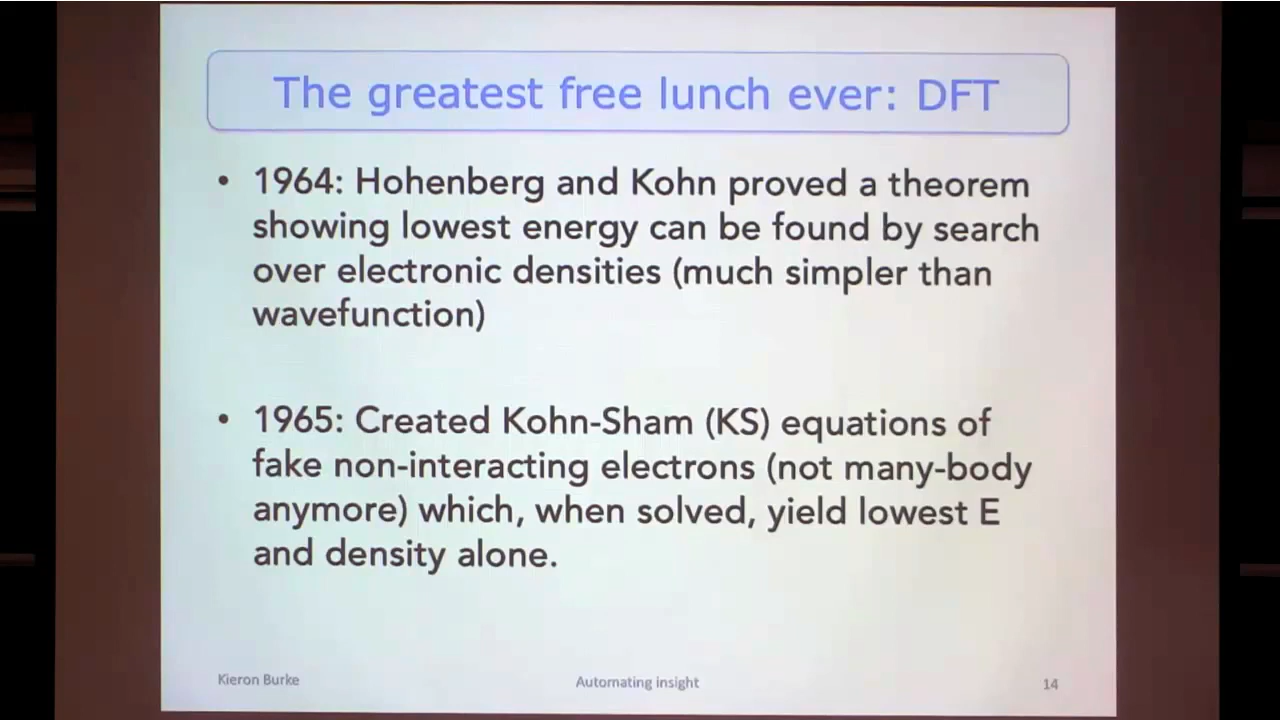 The greatest free lunch ever: DFT
• 1964: Hohenberg and Kohn proved a theorem
showing lowest energy can be found by search
over electronic densities (much simpler than
wavefunction)
• 1965: Created Kohn-Sham (KS) equations of
fake non-interacting electrons (not many-body
anymore) which, when solved, yield lowest E
and density alone.
Kieron Burke
Automating insight
14